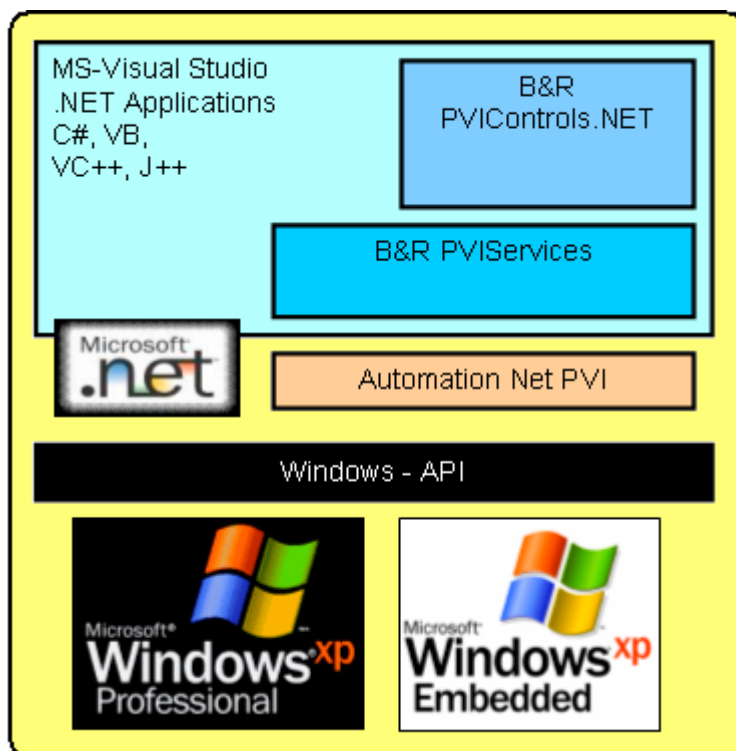 MS-Visual Studio
.NET Applications
C#, VB,
VC++, J++
B&R
PVIControls.NET
B&R PVIServices
Microsoft
.net
Automation Net PVI
Windows - API
Microsoft®
Windows® xp
Professional
Microsoft
Windows xp
Embedded